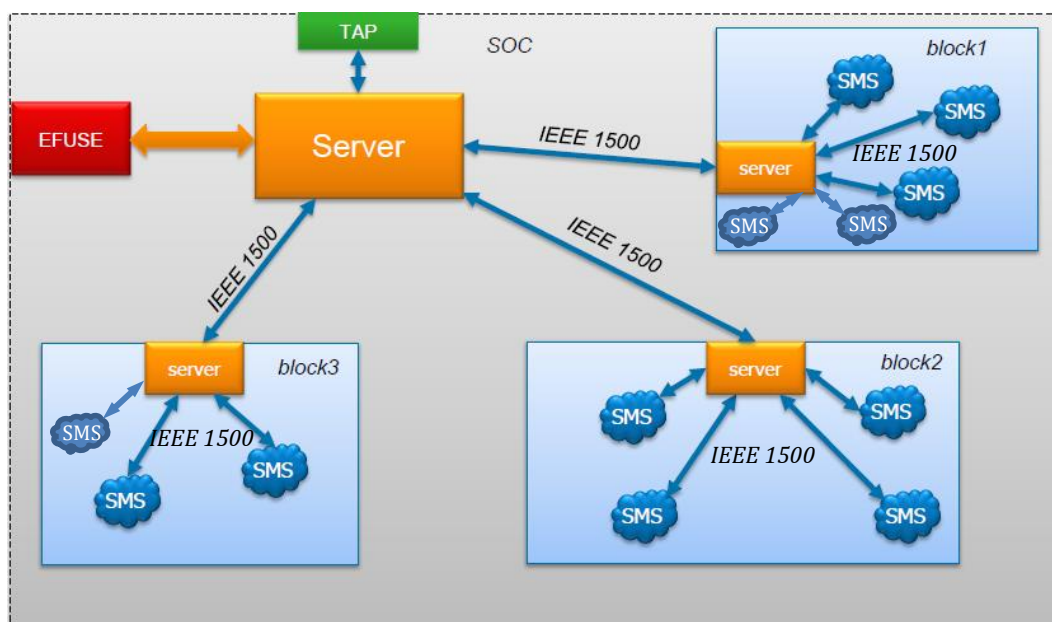 TAP
SOC
EFUSE
Server
IEEE 1500
block1
SMS
SMS
IEEE 1500
server
SMS
SMS
SMS
IEEE 1500
IEEE 1500
server
block3
SMS
IEEE 1500
SMS
SMS
server
block2
SMS
SMS
IEEE 1500
SMS
SMS